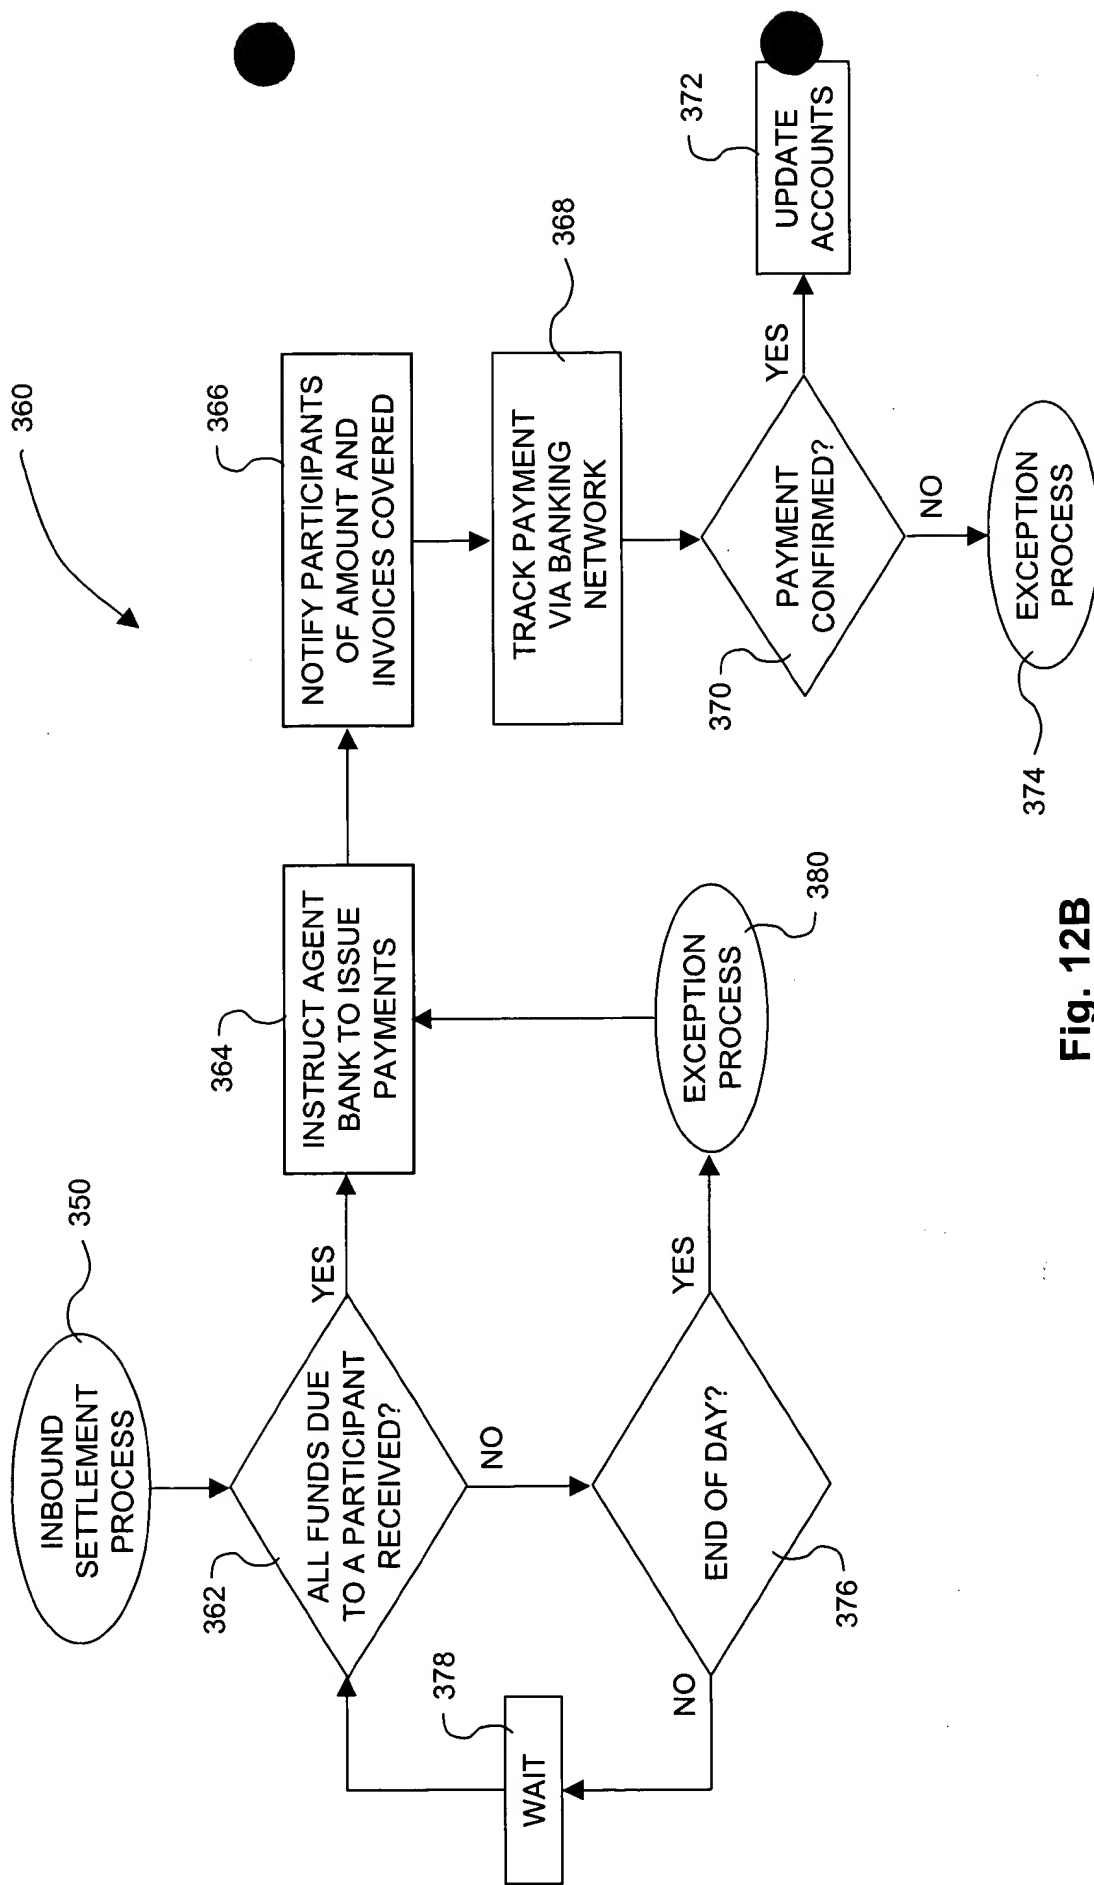 360
INBOUND
SETTLEMENT
PROCESS
350
ALL FUNDS DUE
TO A PARTICIPANT
RECEIVED?
362
YES
NO
INSTRUCT AGENT
BANK TO ISSUE
PAYMENTS
364
NOTIFY PARTICIPANTS
OF AMOUNT AND
INVOICES COVERED
366
TRACK PAYMENT
VIA BANKING
NETWORK
368
PAYMENT
CONFIRMED?
370
YES
NO
UPDATE
ACCOUNTS
372
EXCEPTION
PROCESS
374
WAIT
378
END OF DAY?
376
NO
YES
EXCEPTION
PROCESS
380
Fig. 12B